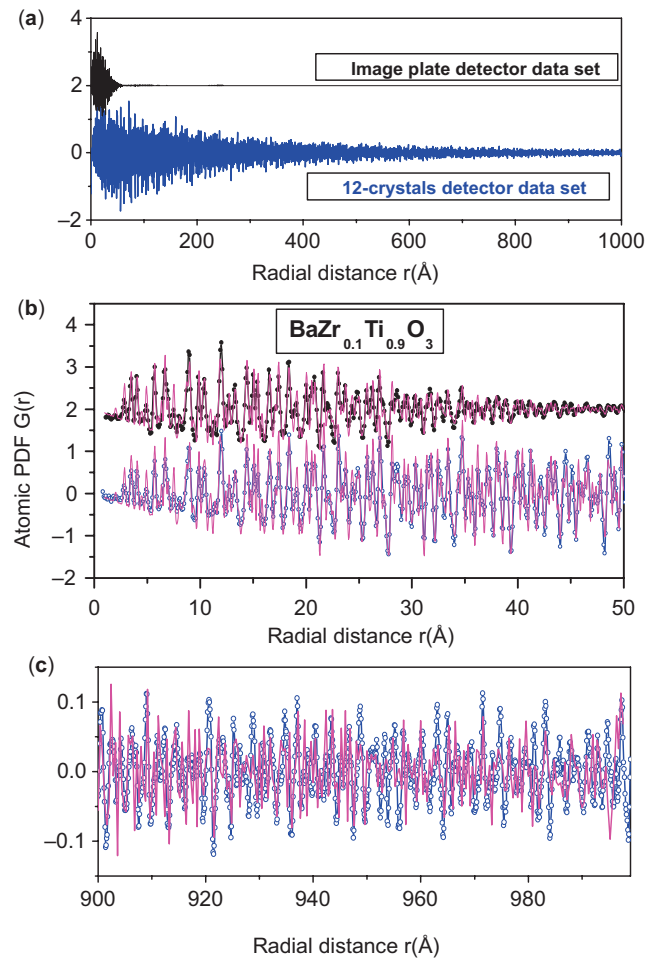 (a)
4
2
0
−2
Image plate detector data set
12-crystals detector data set
0 200 400 600 800 1000
Radial distance r(Å)
(b)
4
3
2
1
0
−1
−2
BaZr0.1Ti0.9O3
Atomic PDF G(r)
0 10 20 30 40 50
Radial distance r(Å)
(c)
0.1
0.0
−0.1
900 920 940 960 980
Radial distance r(Å)